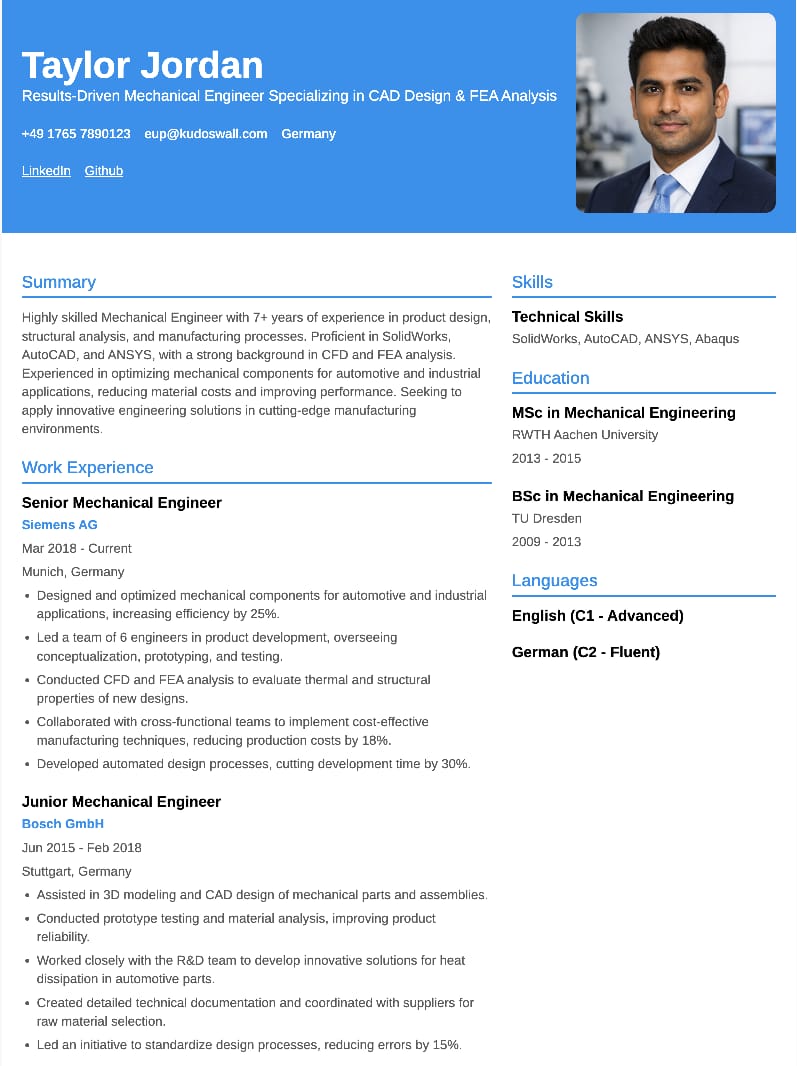 Taylor Jordan
Results-Driven Mechanical Engineer Specializing in CAD Design & FEA Analysis
+49 1765 7890123 eup@kudoswall.com Germany
LinkedIn Github
Summary
Highly skilled Mechanical Engineer with 7+ years of experience in product design,
structural analysis, and manufacturing processes. Proficient in SolidWorks,
AutoCAD, and ANSYS, with a strong background in CFD and FEA analysis.
Experienced in optimizing mechanical components for automotive and industrial
applications, reducing material costs and improving performance. Seeking to
apply innovative engineering solutions in cutting-edge manufacturing
environments.
Work Experience
Senior Mechanical Engineer
Siemens AG
Mar 2018 - Current
Munich, Germany
• Designed and optimized mechanical components for automotive and industrial
applications, increasing efficiency by 25%.
• Led a team of 6 engineers in product development, overseeing
conceptualization, prototyping, and testing.
• Conducted CFD and FEA analysis to evaluate thermal and structural
properties of new designs.
• Collaborated with cross-functional teams to implement cost-effective
manufacturing techniques, reducing production costs by 18%.
• Developed automated design processes, cutting development time by 30%.
Junior Mechanical Engineer
Bosch GmbH
Jun 2015 - Feb 2018
Stuttgart, Germany
• Assisted in 3D modeling and CAD design of mechanical parts and assemblies.
• Conducted prototype testing and material analysis, improving product
reliability.
• Worked closely with the R&D team to develop innovative solutions for heat
dissipation in automotive parts.
• Created detailed technical documentation and coordinated with suppliers for
raw material selection.
• Led an initiative to standardize design processes, reducing errors by 15%.
Skills
Technical Skills
SolidWorks, AutoCAD, ANSYS, Abaqus
Education
MSc in Mechanical Engineering
RWTH Aachen University
2013 - 2015
BSc in Mechanical Engineering
TU Dresden
2009 - 2013
Languages
English (C1 - Advanced)
German (C2 - Fluent)